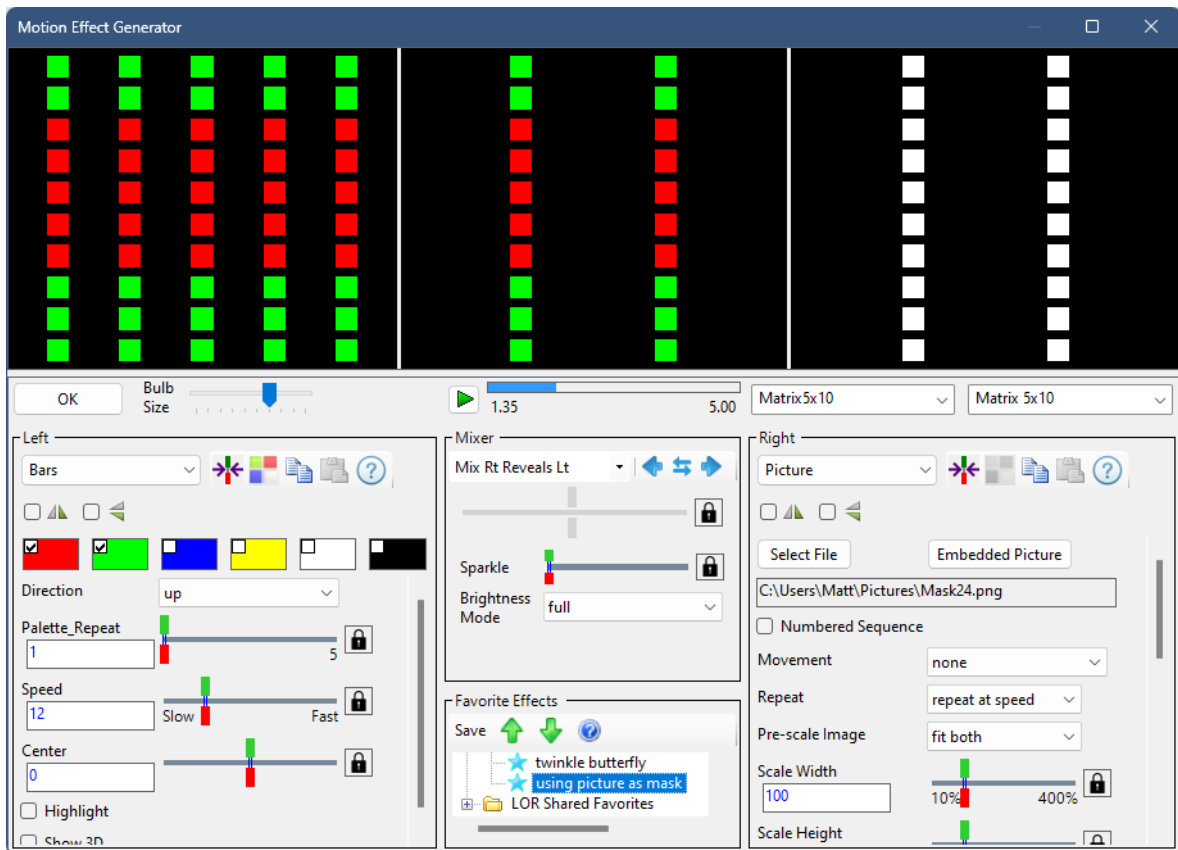 Motion Effect Generator
OK
Bulb
Size
1.35
5.00
Matrix5x10
Matrix 5x10
Left
Bars
Direction
up
Palette_Repeat
1
5
Speed
12
Slow
Fast
Center
0
Highlight
Show 3D
Mixer
Mix Rt Reveals Lt
Sparkle
Brightness
Mode
full
Favorite Effects
Save
twinkle butterfly
using picture as mask
LOR Shared Favorites
Right
Picture
Select File
Embedded Picture
C:\Users\Matt\Pictures\Mask24.png
Numbered Sequence
Movement
none
Repeat
repeat at speed
Pre-scale Image
fit both
Scale Width
100
10%
400%
Scale Height